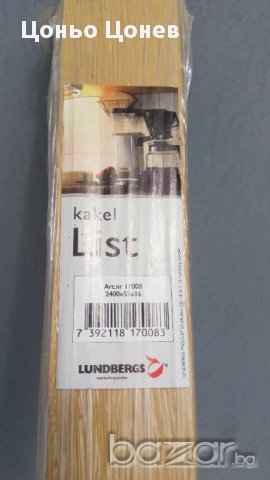 Цоньо Цонев
kakel
List
Art.nr 17008
2400x55x16
7 392118 170083
LUNDBERGS
bazar.bg